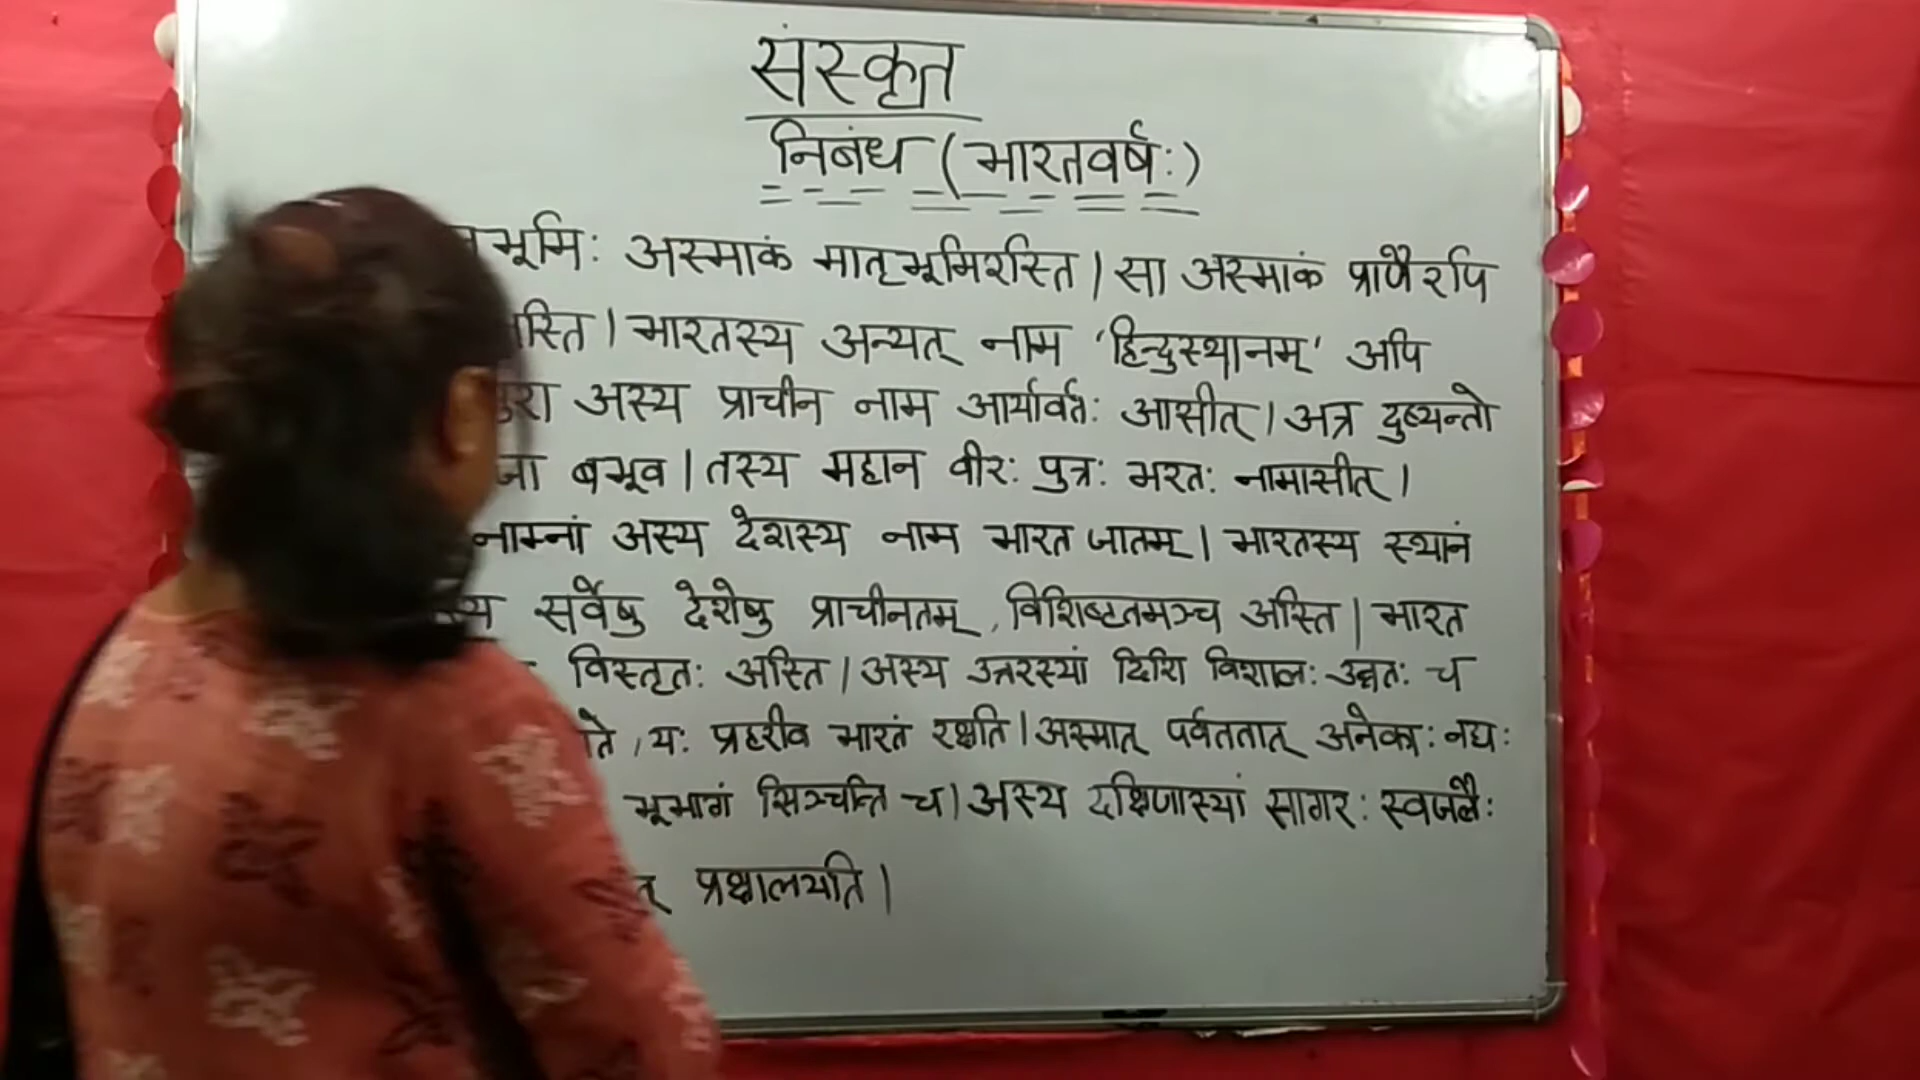 संस्कृत
निबंध (भारतवर्ष:)
भूमि: अस्माकं मातृभूमिरस्ति । सा अस्माकं प्राणैरपि
भारतस्य अन्यत् नाम 'हिन्दुस्थानम्' अपि
अस्य प्राचीन नाम आर्यावर्त: आसीत् । अत्र दुष्यन्तो
बभूव । तस्य महान वीर: पुत्र: भरत: नामासीत् ।
नाम्नां अस्य देशस्य नाम भारत जातम् । भारतस्य स्थानं
सर्वेषु देशेषु प्राचीनतम् , विशिष्टतमञ्च अस्ति । भारत
विस्तृत: अस्ति । अस्य उत्तरस्यां दिशि विशाल: उन्नत: च
, य: प्रहरीव भारतं रक्षति । अस्मात् पर्वततात् अनेका: नद्य:
भूभागं सिञ्चन्ति च । अस्य दक्षिणास्यां सागर: स्वजलै:
प्रक्षालयति ।